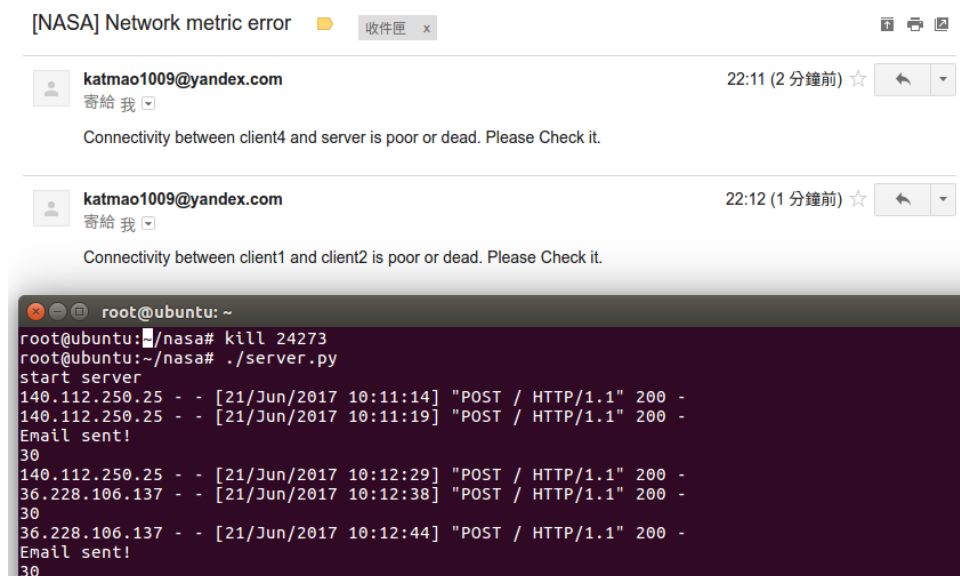 [NASA] Network metric error 收件匣 x
katmao1009@yandex.com 22:11 (2 分鐘前)
寄給 我
Connectivity between client4 and server is poor or dead. Please Check it.
katmao1009@yandex.com 22:12 (1 分鐘前)
寄給 我
Connectivity between client1 and client2 is poor or dead. Please Check it.
root@ubuntu: ~
root@ubuntu:~/nasa# kill 24273
root@ubuntu:~/nasa# ./server.py
start server
140.112.250.25 - - [21/Jun/2017 10:11:14] "POST / HTTP/1.1" 200 -
140.112.250.25 - - [21/Jun/2017 10:11:19] "POST / HTTP/1.1" 200 -
Email sent!
30
140.112.250.25 - - [21/Jun/2017 10:12:29] "POST / HTTP/1.1" 200 -
36.228.106.137 - - [21/Jun/2017 10:12:38] "POST / HTTP/1.1" 200 -
30
36.228.106.137 - - [21/Jun/2017 10:12:44] "POST / HTTP/1.1" 200 -
Email sent!
30